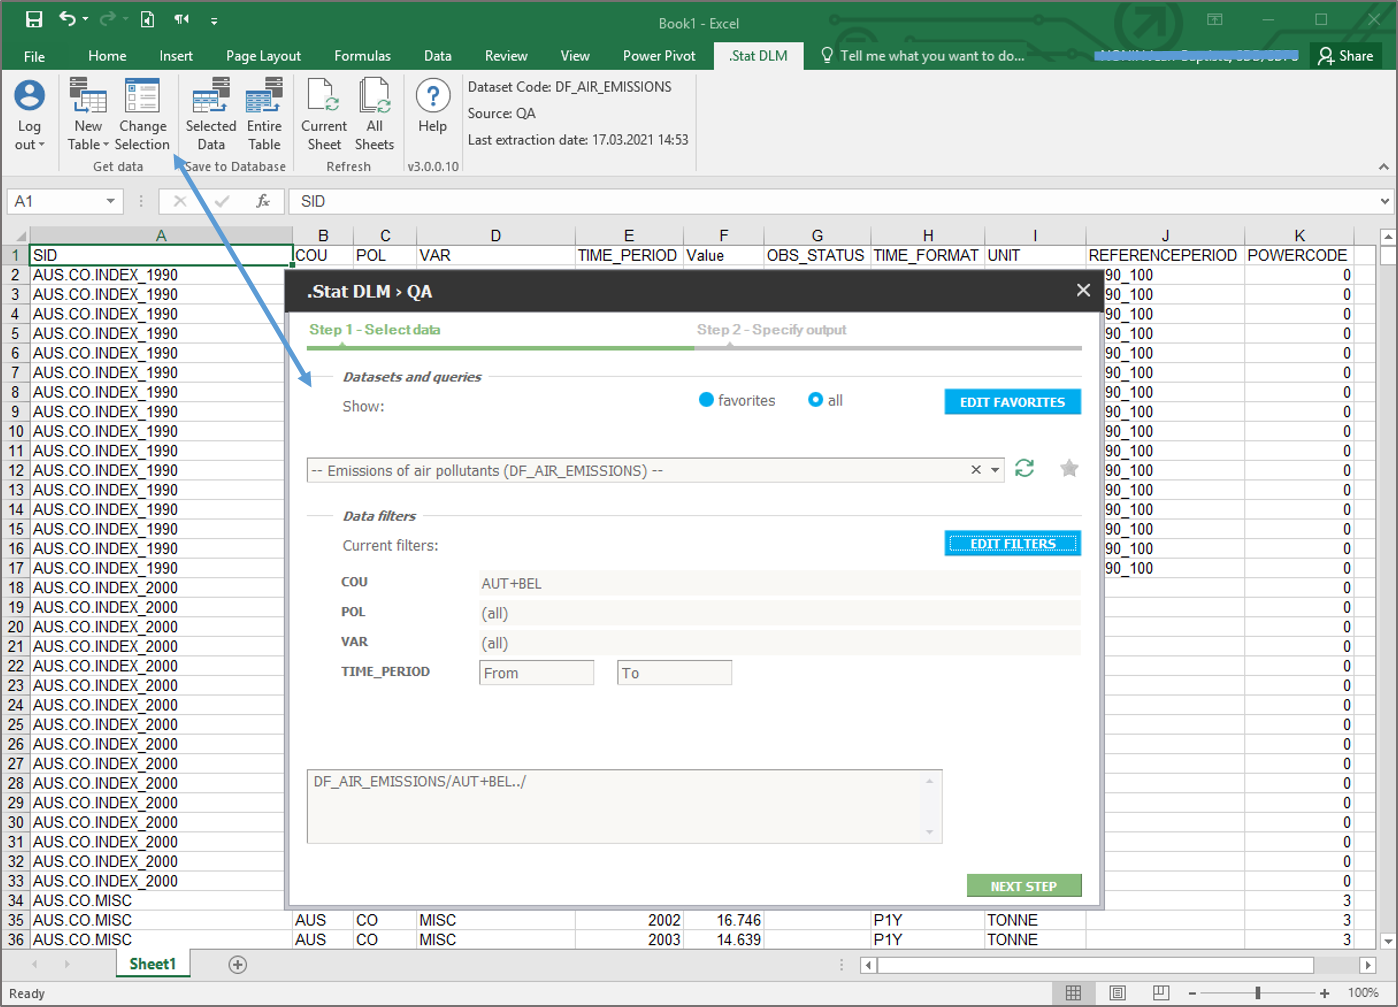 Book1 - Excel
File Home Insert Page Layout Formulas Data Review View Power Pivot .Stat DLM Tell me what you want to do... Share
Log out
New Table
Change Selection
Get data
Selected Data
Entire Table
Save to Database
Current Sheet
All Sheets
Refresh
Help
v3.0.0.10
Dataset Code: DF_AIR_EMISSIONS
Source: QA
Last extraction date: 17.03.2021 14:53
A1 fx SID
A B C D E F G H I J K
1 SID COU POL VAR TIME_PERIOD Value OBS_STATUS TIME_FORMAT UNIT REFERENCEPERIOD POWERCODE
2 AUS.CO.INDEX_1990 90_100 0
3 AUS.CO.INDEX_1990 90_100 0
4 AUS.CO.INDEX_1990 90_100 0
5 AUS.CO.INDEX_1990 90_100 0
6 AUS.CO.INDEX_1990 90_100 0
7 AUS.CO.INDEX_1990 90_100 0
8 AUS.CO.INDEX_1990 90_100 0
9 AUS.CO.INDEX_1990 90_100 0
10 AUS.CO.INDEX_1990 90_100 0
11 AUS.CO.INDEX_1990 90_100 0
12 AUS.CO.INDEX_1990 90_100 0
13 AUS.CO.INDEX_1990 90_100 0
14 AUS.CO.INDEX_1990 90_100 0
15 AUS.CO.INDEX_1990 90_100 0
16 AUS.CO.INDEX_1990 90_100 0
17 AUS.CO.INDEX_1990 90_100 0
18 AUS.CO.INDEX_2000 0
19 AUS.CO.INDEX_2000 0
20 AUS.CO.INDEX_2000 0
21 AUS.CO.INDEX_2000 0
22 AUS.CO.INDEX_2000 0
23 AUS.CO.INDEX_2000 0
24 AUS.CO.INDEX_2000 0
25 AUS.CO.INDEX_2000 0
26 AUS.CO.INDEX_2000 0
27 AUS.CO.INDEX_2000 0
28 AUS.CO.INDEX_2000 0
29 AUS.CO.INDEX_2000 0
30 AUS.CO.INDEX_2000 0
31 AUS.CO.INDEX_2000 0
32 AUS.CO.INDEX_2000 0
33 AUS.CO.INDEX_2000 0
34 AUS.CO.MISC 3
35 AUS.CO.MISC AUS CO MISC 2002 16.746 P1Y TONNE 3
36 AUS.CO.MISC AUS CO MISC 2003 14.639 P1Y TONNE 3
.Stat DLM › QA
Step 1 - Select data Step 2 - Specify output
Datasets and queries
Show: favorites all EDIT FAVORITES
-- Emissions of air pollutants (DF_AIR_EMISSIONS) --
Data filters
Current filters: EDIT FILTERS
COU AUT+BEL
POL (all)
VAR (all)
TIME_PERIOD From To
DF_AIR_EMISSIONS/AUT+BEL../
NEXT STEP
Sheet1
Ready 100%